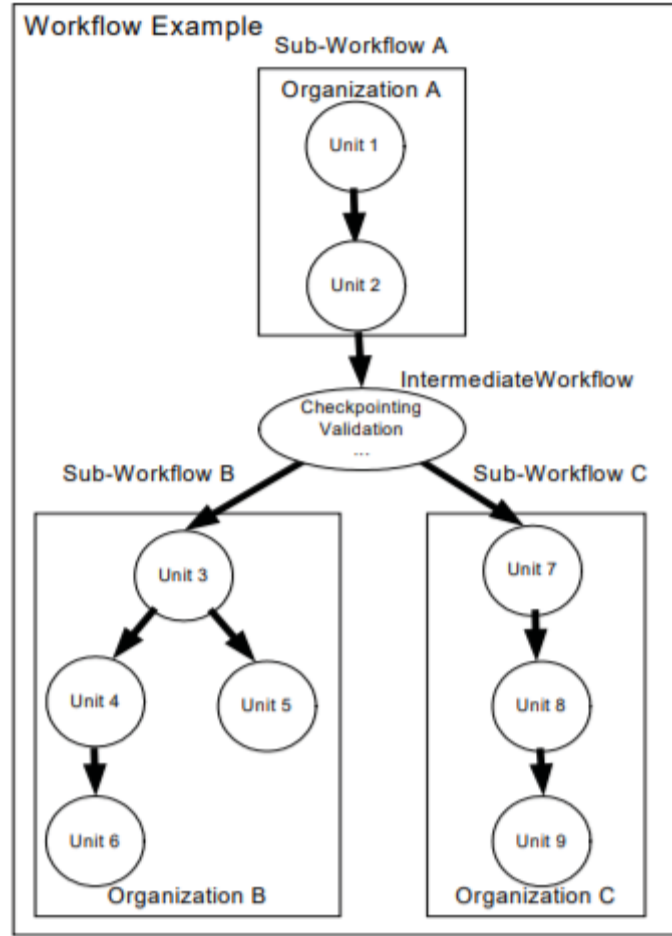 Workflow Example
Sub-Workflow A
Organization A
Unit 1
Unit 2
IntermediateWorkflow
Checkpointing
Validation
...
Sub-Workflow B
Sub-Workflow C
Unit 3
Unit 7
Unit 4
Unit 5
Unit 8
Unit 6
Unit 9
Organization B
Organization C